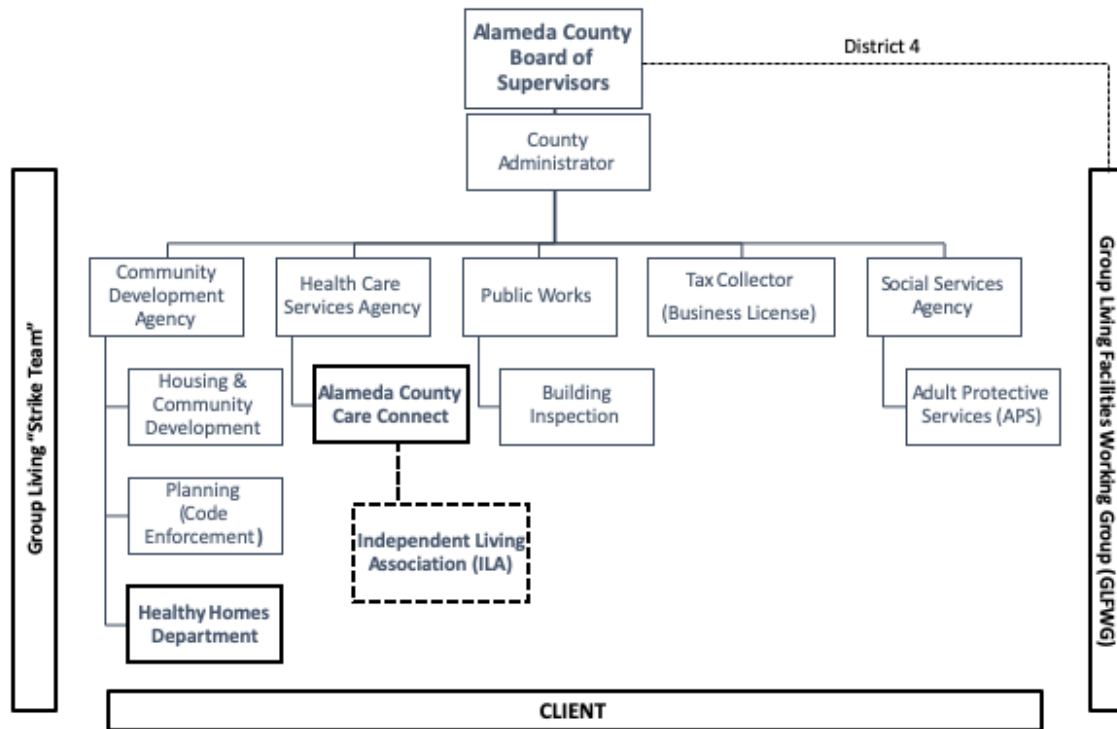 Alameda County
Board of
Supervisors
District 4
County
Administrator
Community
Development
Agency
Health Care
Services Agency
Public Works
Tax Collector
(Business License)
Social Services
Agency
Housing &
Community
Development
Alameda County
Care Connect
Building
Inspection
Adult Protective
Services (APS)
Planning
(Code
Enforcement)
Independent Living
Association (ILA)
Healthy Homes
Department
Group Living "Strike Team"
Group Living Facilities Working Group (GLFWG)
CLIENT